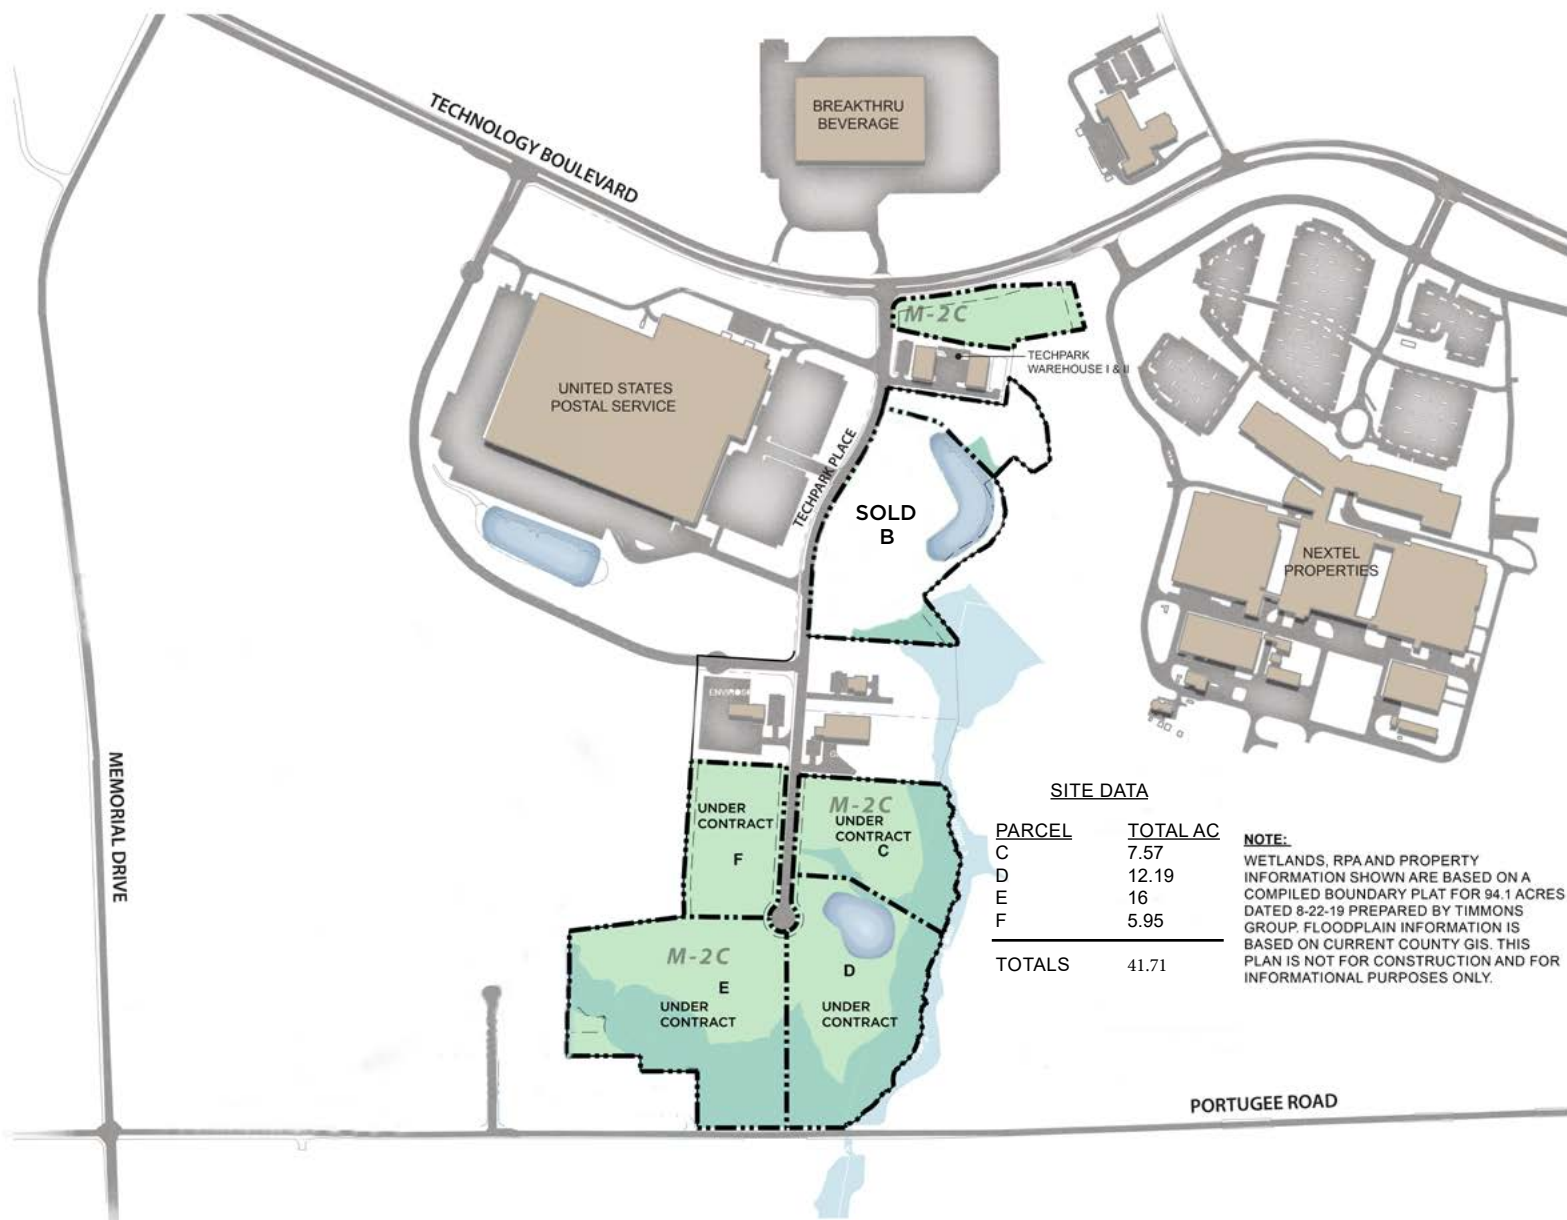 TECHNOLOGY BOULEVARD
BREAKTHRU
BEVERAGE
M-2C
TECHPARK
WAREHOUSE I & II
UNITED STATES
POSTAL SERVICE
TECHPARK PLACE
SOLD
B
NEXTEL
PROPERTIES
MEMORIAL DRIVE
UNDER
CONTRACT
F
M-2C
UNDER
CONTRACT
C
M-2C
E
UNDER
CONTRACT
D
UNDER
CONTRACT
SITE DATA
PARCEL TOTAL AC
C 7.57
D 12.19
E 16
F 5.95
TOTALS 41.71
NOTE:
WETLANDS, RPA AND PROPERTY
INFORMATION SHOWN ARE BASED ON A
COMPILED BOUNDARY PLAT FOR 94.1 ACRES
DATED 8-22-19 PREPARED BY TIMMONS
GROUP. FLOODPLAIN INFORMATION IS
BASED ON CURRENT COUNTY GIS. THIS
PLAN IS NOT FOR CONSTRUCTION AND FOR
INFORMATIONAL PURPOSES ONLY.
PORTUGEE ROAD